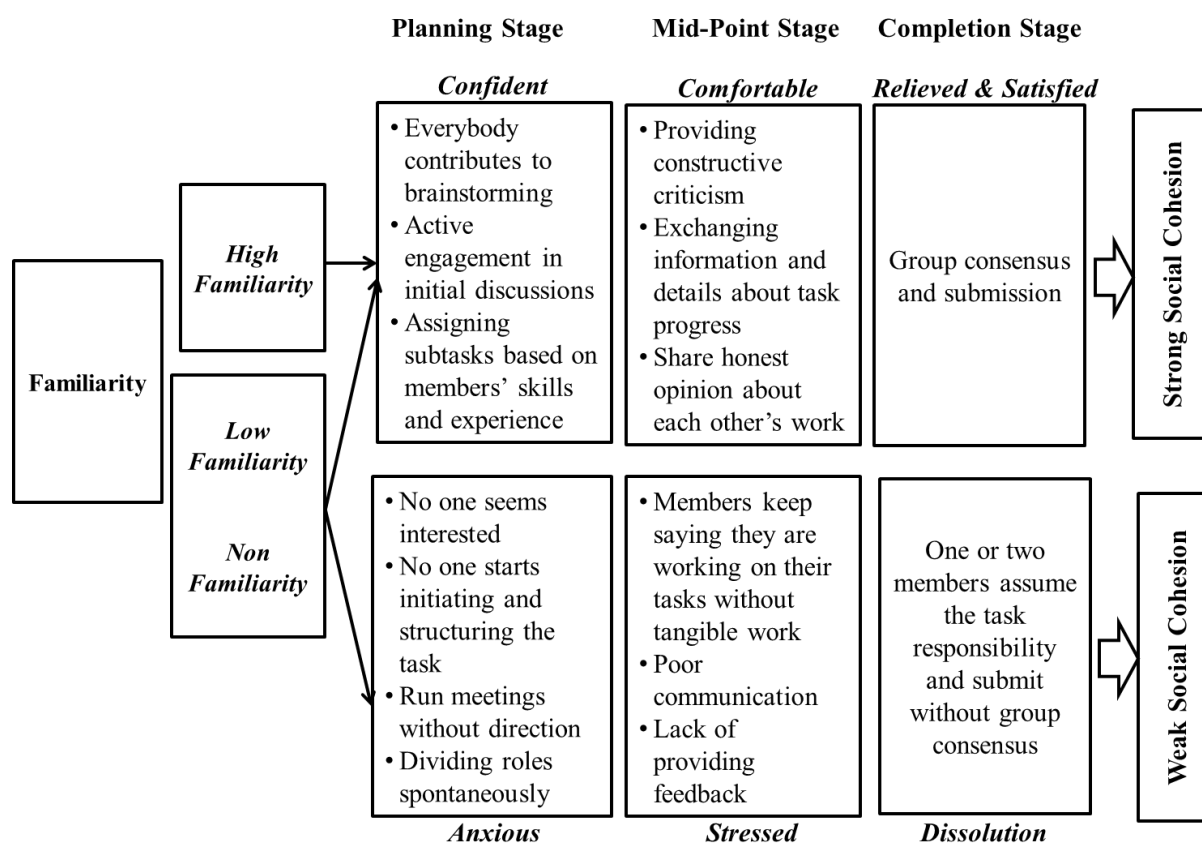 Planning Stage
Mid-Point Stage
Completion Stage
Confident
Comfortable
Relieved & Satisfied
Familiarity
High
Familiarity
Low
Familiarity
Non
Familiarity
• Everybody
contributes to
brainstorming
• Active
engagement in
initial discussions
• Assigning
subtasks based on
members’ skills
and experience
• Providing
constructive
criticism
• Exchanging
information and
details about task
progress
• Share honest
opinion about
each other’s work
Group consensus
and submission
Strong Social Cohesion
• No one seems
interested
• No one starts
initiating and
structuring the
task
• Run meetings
without direction
• Dividing roles
spontaneously
• Members keep
saying they are
working on their
tasks without
tangible work
• Poor
communication
• Lack of
providing
feedback
One or two
members assume
the task
responsibility
and submit
without group
consensus
Weak Social Cohesion
Anxious
Stressed
Dissolution